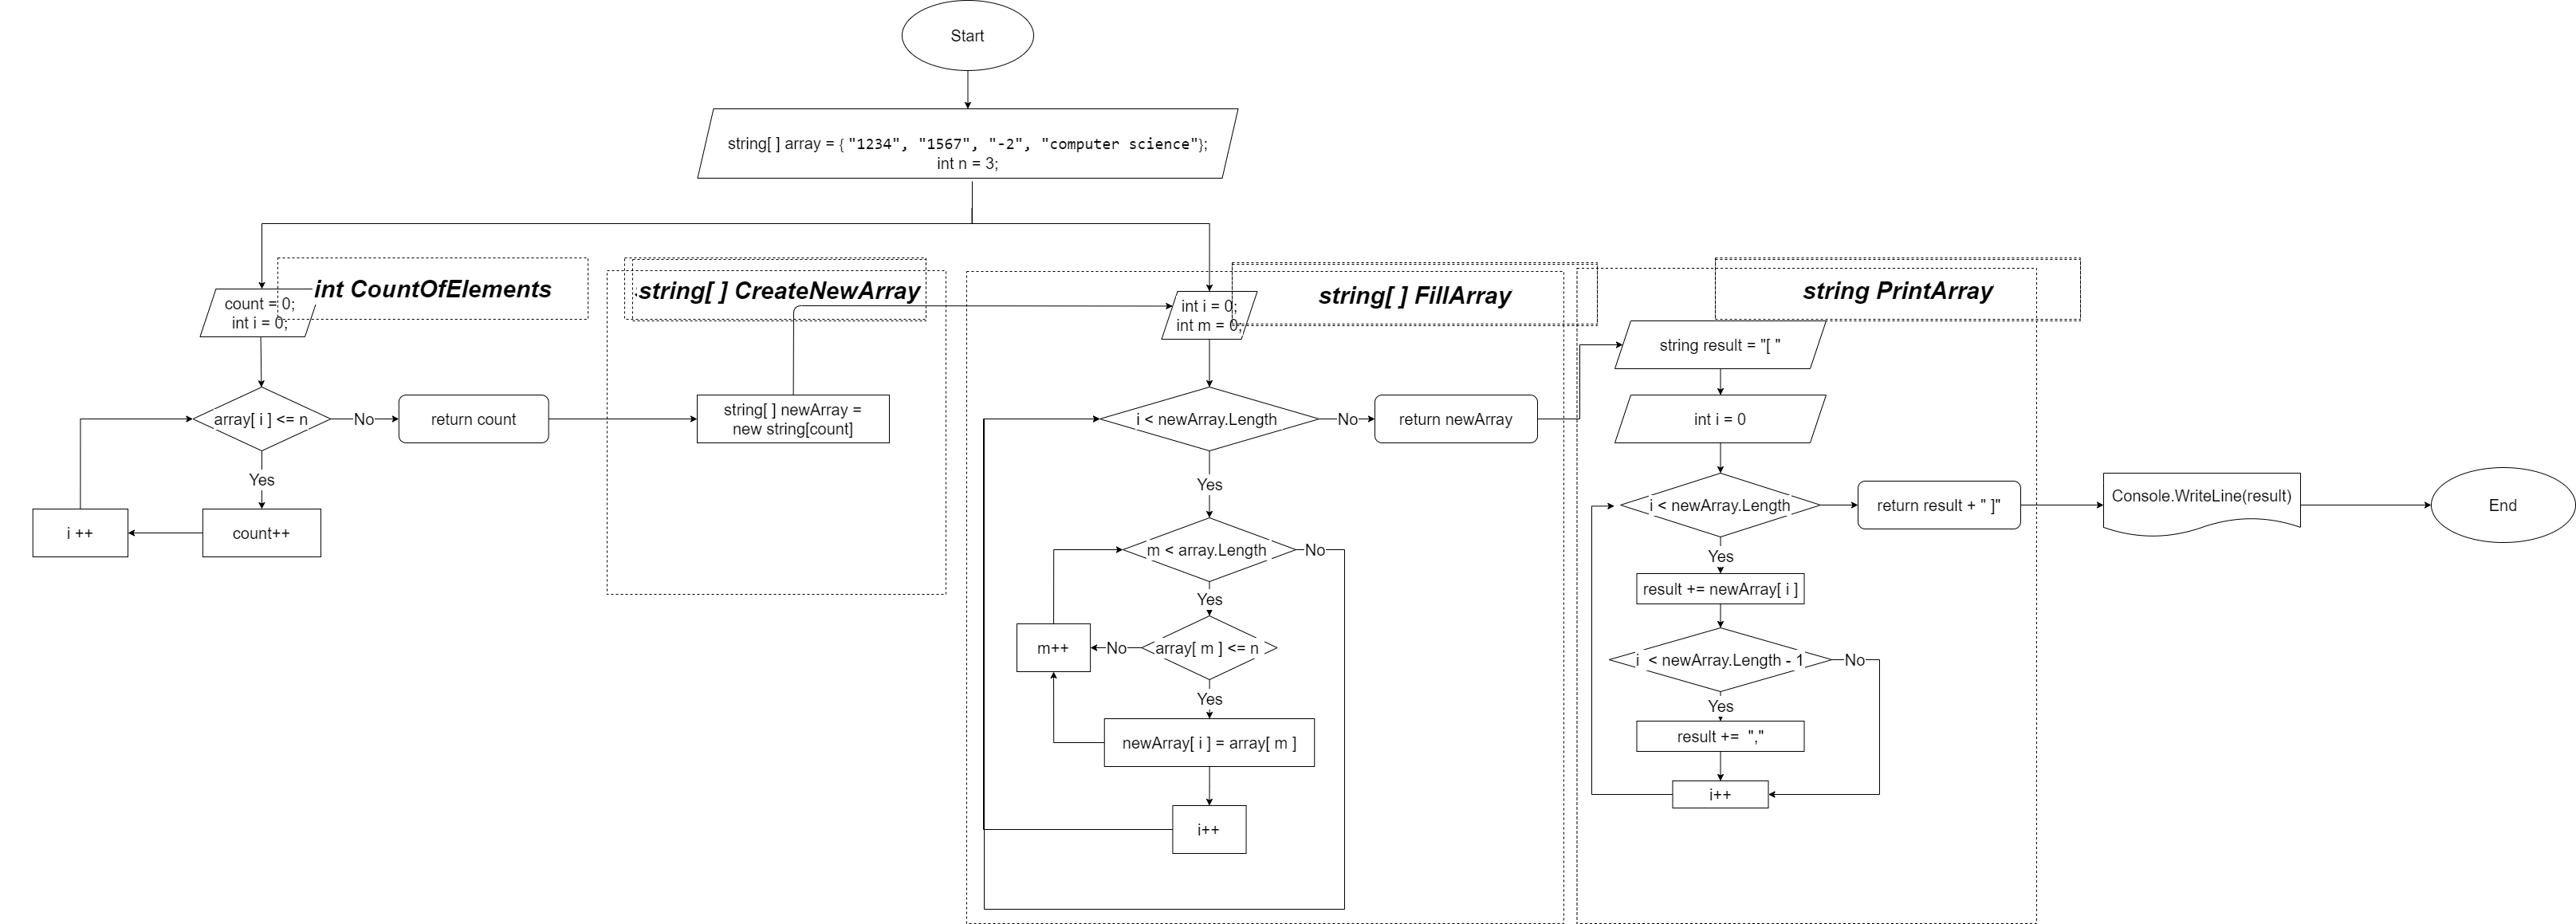 Start
string[ ] array = { "1234", "1567", "-2", "computer science"};
int n = 3;
int CountOfElements
count = 0;
int i = 0;
array[ i ] <= n
No
return count
Yes
i ++
count++
string[ ] CreateNewArray
string[ ] newArray =
new string[count]
string[ ] FillArray
int i = 0;
int m = 0;
i < newArray.Length
No
return newArray
Yes
m < array.Length
No
Yes
m++
No
array[ m ] <= n
Yes
newArray[ i ] = array[ m ]
i++
string PrintArray
string result = "[ "
int i = 0
i < newArray.Length
return result + " ]"
Yes
result += newArray[ i ]
i  < newArray.Length - 1
No
Yes
result +=  ","
i++
Console.WriteLine(result)
End